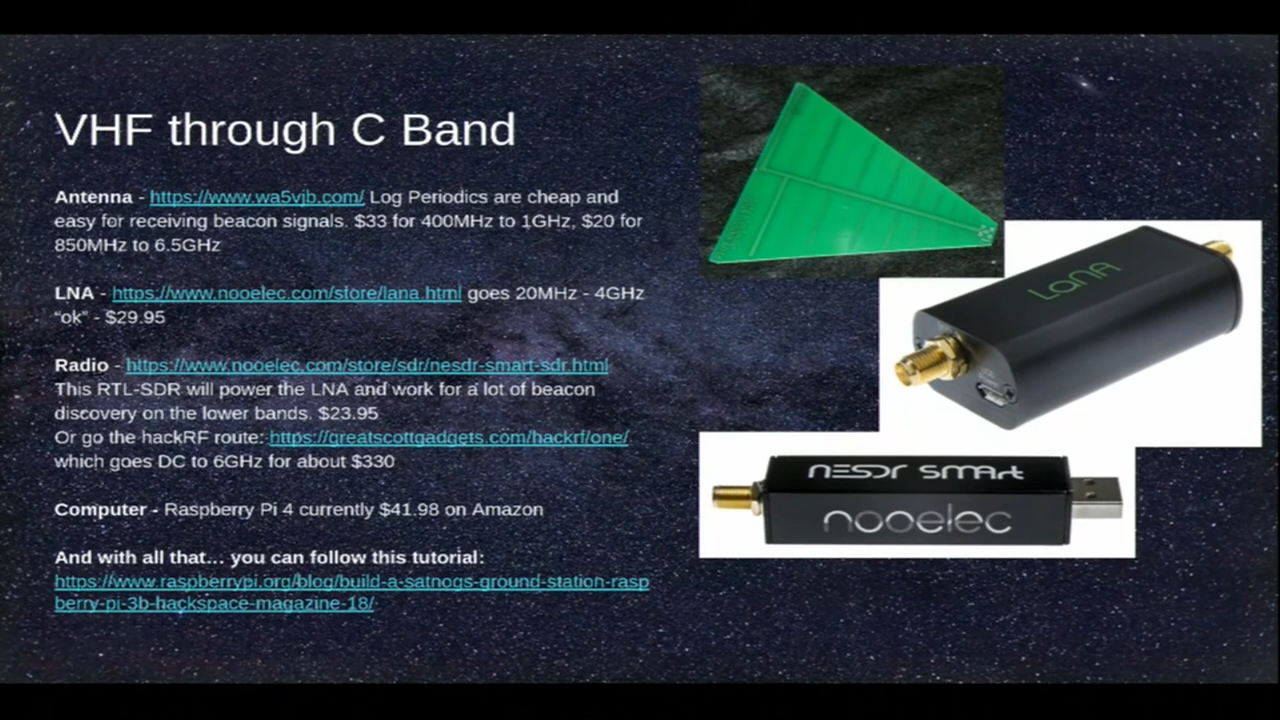 VHF through C Band
Antenna - https://www.wa5vjb.com/ Log Periodics are cheap and
easy for receiving beacon signals. $33 for 400MHz to 1GHz, $20 for
850MHz to 6.5GHz
LNA - https://www.nooelec.com/store/lana.html goes 20MHz - 4GHz
“ok” - $29.95
Radio - https://www.nooelec.com/store/sdr/nesdr-smart-sdr.html
This RTL-SDR will power the LNA and work for a lot of beacon
discovery on the lower bands. $23.95
Or go the hackRF route: https://greatscottgadgets.com/hackrf/one/
which goes DC to 6GHz for about $330
Computer - Raspberry Pi 4 currently $41.98 on Amazon
And with all that… you can follow this tutorial:
https://www.raspberrypi.org/blog/build-a-satnogs-ground-station-rasp
berry-pi-3b-hackspace-magazine-18/
LaNA
NESDR SMArt
nooelec